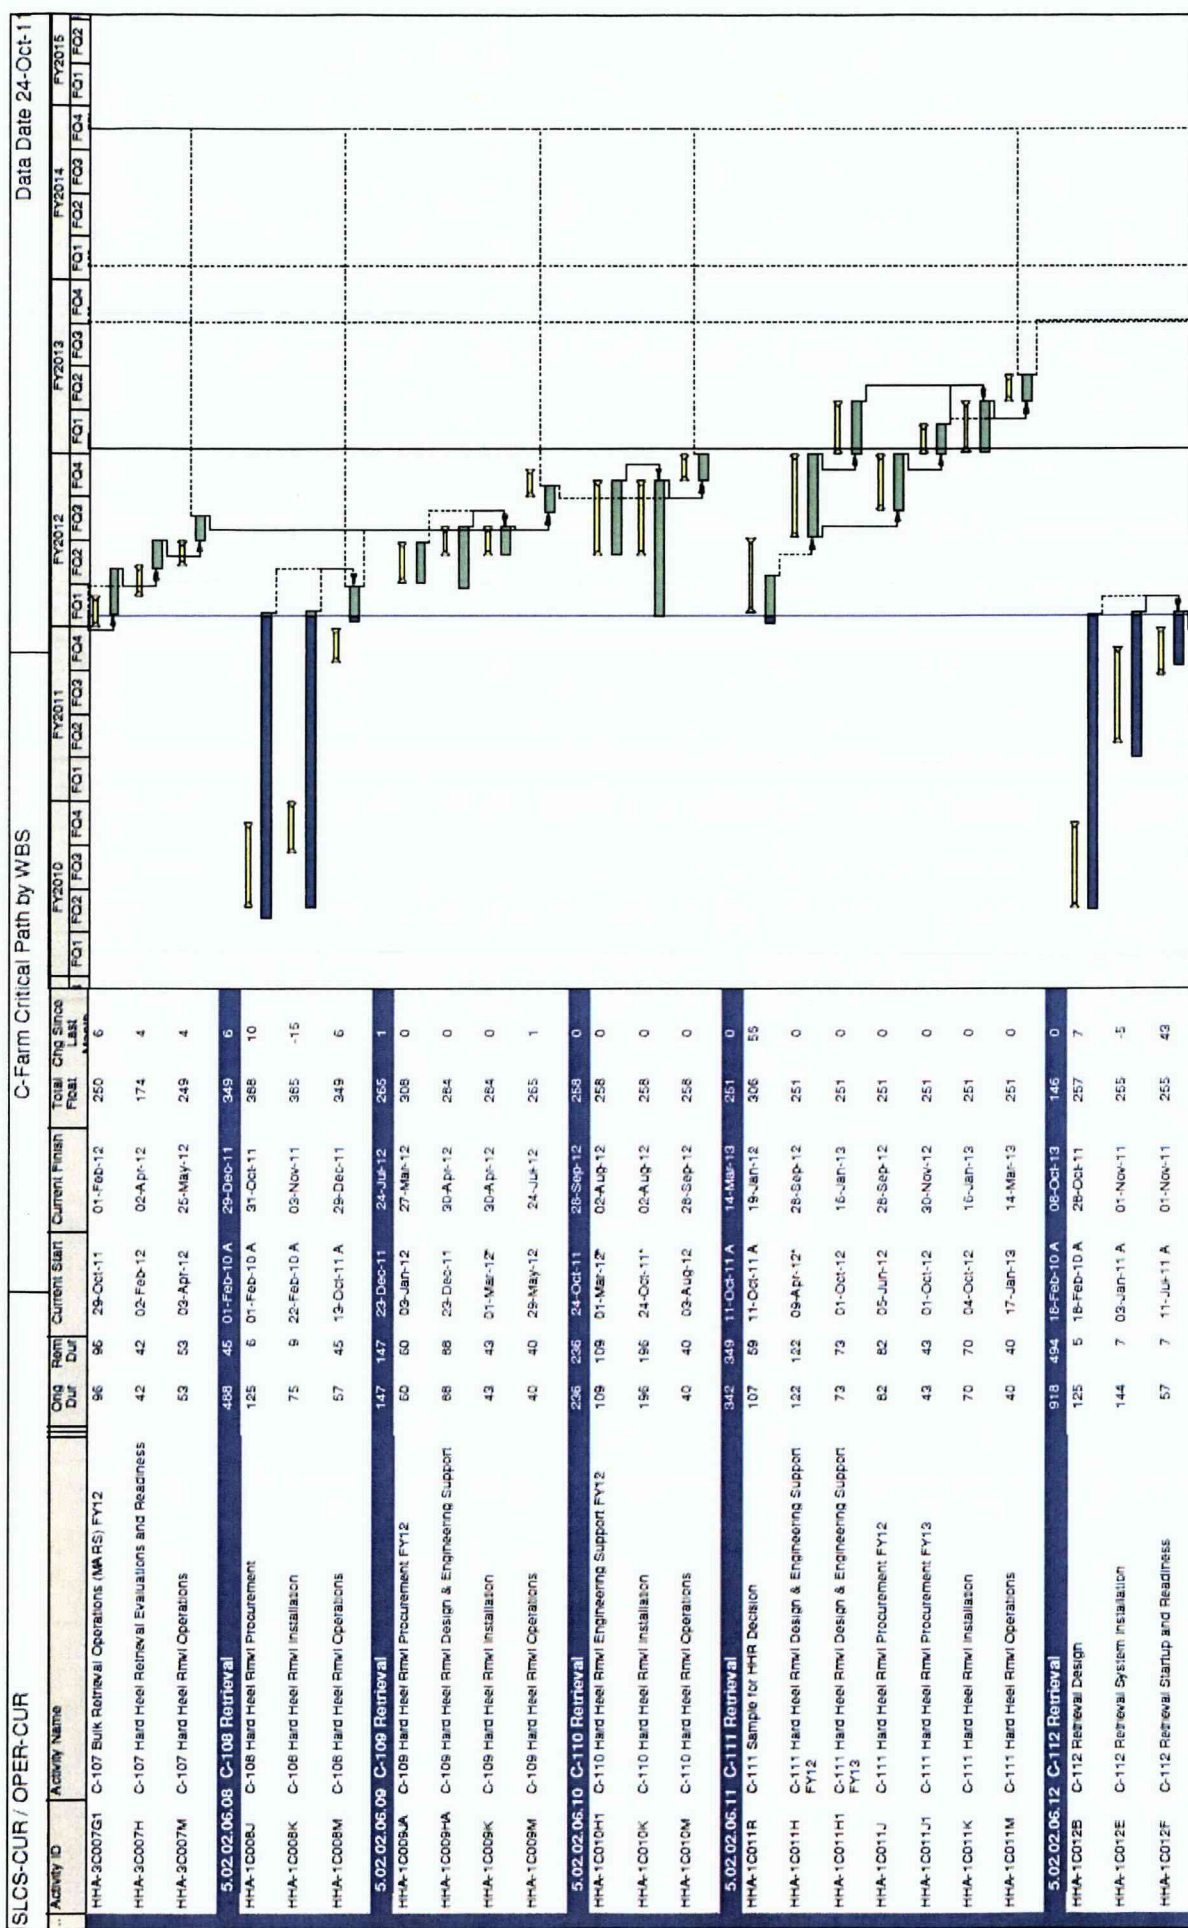 SLCS-CUR / OPER-CUR C-Farm Critical Path by WBS Data Date 24-Oct-11
Activity ID Activity Name Orig Dur Rem Dur Current Start Current Finish Total Float Chg Since Last
FY2010 FY2011 FY2012 FY2013 FY2014 FY2015
FQ1 FQ2 FQ3 FQ4 FQ1 FQ2 FQ3 FQ4 FQ1 FQ2 FQ3 FQ4 FQ1 FQ2 FQ3 FQ4 FQ1 FQ2 FQ3 FQ4 FQ1 FQ2
HHA-3C007G1 C-107 Bulk Retrieval Operations (MARS) FY12 96 96 29-Oct-11 01-Feb-12 250 6
HHA-3C007H C-107 Hard Heel Retrieval Evaluations and Readiness 42 42 02-Feb-12 02-Apr-12 174 4
HHA-3C007M C-107 Hard Heel Rmvl Operations 53 53 03-Apr-12 25-May-12 249 4
5.02.02.06.08 C-108 Retrieval 488 45 01-Feb-10 A 29-Dec-11 349 6
HHA-1C008J C-108 Hard Heel Rmvl Procurement 125 6 01-Feb-10 A 31-Oct-11 388 10
HHA-1C008K C-108 Hard Heel Rmvl Installation 75 9 22-Feb-10 A 03-Nov-11 385 -15
HHA-1C008M C-108 Hard Heel Rmvl Operations 57 45 13-Oct-11 A 29-Dec-11 349 6
5.02.02.06.09 C-109 Retrieval 147 147 23-Dec-11 24-Jul-12 265 1
HHA-1C009JA C-109 Hard Heel Rmvl Procurement FY12 60 60 03-Jan-12 27-Mar-12 308 0
HHA-1C009HA C-109 Hard Heel Design & Engineering Support 88 88 23-Dec-11 30-Apr-12 284 0
HHA-1C009K C-109 Hard Heel Installation 43 43 01-Mar-12* 30-Apr-12 284 0
HHA-1C009M C-109 Hard Heel Rmvl Operations 40 40 29-May-12 24-Jul-12 265 1
5.02.02.06.10 C-110 Retrieval 236 236 24-Oct-11 28-Sep-12 258 0
HHA-1C010H1 C-110 Hard Heel Rmvl Engineering Support FY12 109 109 01-Mar-12* 02-Aug-12 258 0
HHA-1C010K C-110 Hard Heel Rmvl Installation 196 196 24-Oct-11* 02-Aug-12 258 0
HHA-1C010M C-110 Hard Heel Rmvl Operations 40 40 03-Aug-12 28-Sep-12 258 0
5.02.02.06.11 C-111 Retrieval 342 349 11-Oct-11 A 14-Mar-13 251 0
HHA-1C011R C-111 Sample for HHR Decision 107 59 11-Oct-11 A 19-Jan-12 306 55
HHA-1C011H C-111 Hard Heel Rmvl Design & Engineering Support FY12 122 122 09-Apr-12* 28-Sep-12 251 0
HHA-1C011H1 C-111 Hard Heel Rmvl Design & Engineering Support FY13 73 73 01-Oct-12 16-Jan-13 251 0
HHA-1C011J C-111 Hard Heel Rmvl Procurement FY12 82 82 05-Jun-12 28-Sep-12 251 0
HHA-1C011J1 C-111 Hard Heel Rmvl Procurement FY13 43 43 01-Oct-12 30-Nov-12 251 0
HHA-1C011K C-111 Hard Heel Rmvl Installation 70 70 04-Oct-12 16-Jan-13 251 0
HHA-1C011M C-111 Hard Heel Rmvl Operations 40 40 17-Jan-13 14-Mar-13 251 0
5.02.02.06.12 C-112 Retrieval 918 494 18-Feb-10 A 08-Oct-13 146 0
HHA-1C012B C-112 Retrieval Design 125 5 18-Feb-10 A 28-Oct-11 257 7
HHA-1C012E C-112 Retrieval System Installation 144 7 03-Jan-11 A 01-Nov-11 255 -5
HHA-1C012F C-112 Retrieval Startup and Readiness 57 7 11-Jul-11 A 01-Nov-11 255 43